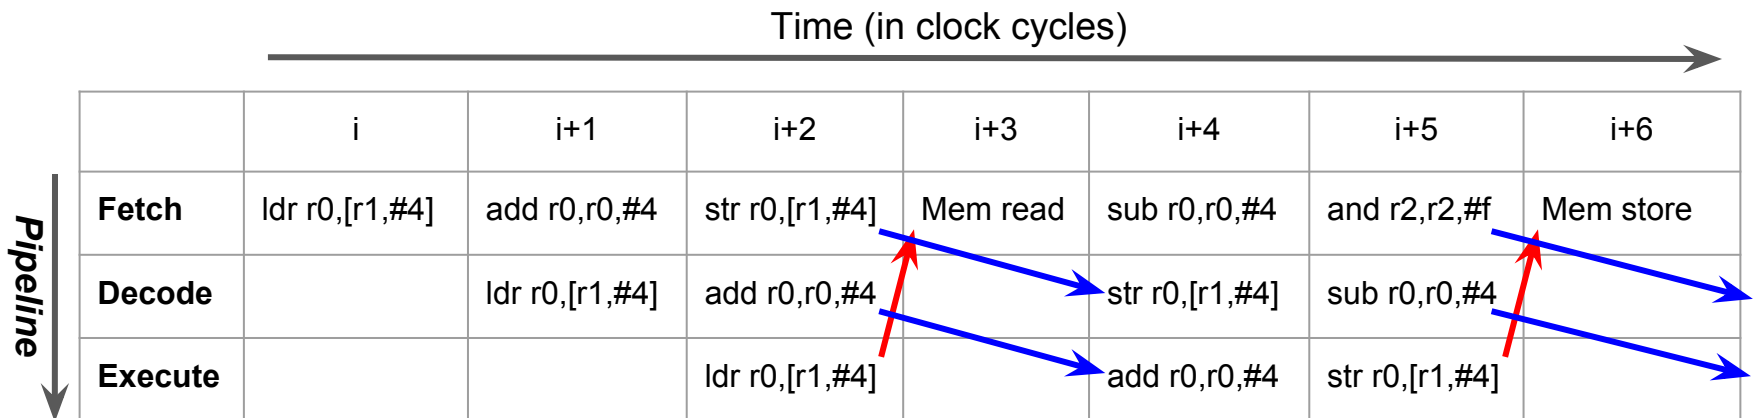 Time (in clock cycles)
i i+1 i+2 i+3 i+4 i+5 i+6
Pipeline
Fetch ldr r0,[r1,#4] add r0,r0,#4 str r0,[r1,#4] Mem read sub r0,r0,#4 and r2,r2,#f Mem store
Decode ldr r0,[r1,#4] add r0,r0,#4 str r0,[r1,#4] sub r0,r0,#4
Execute ldr r0,[r1,#4] add r0,r0,#4 str r0,[r1,#4]